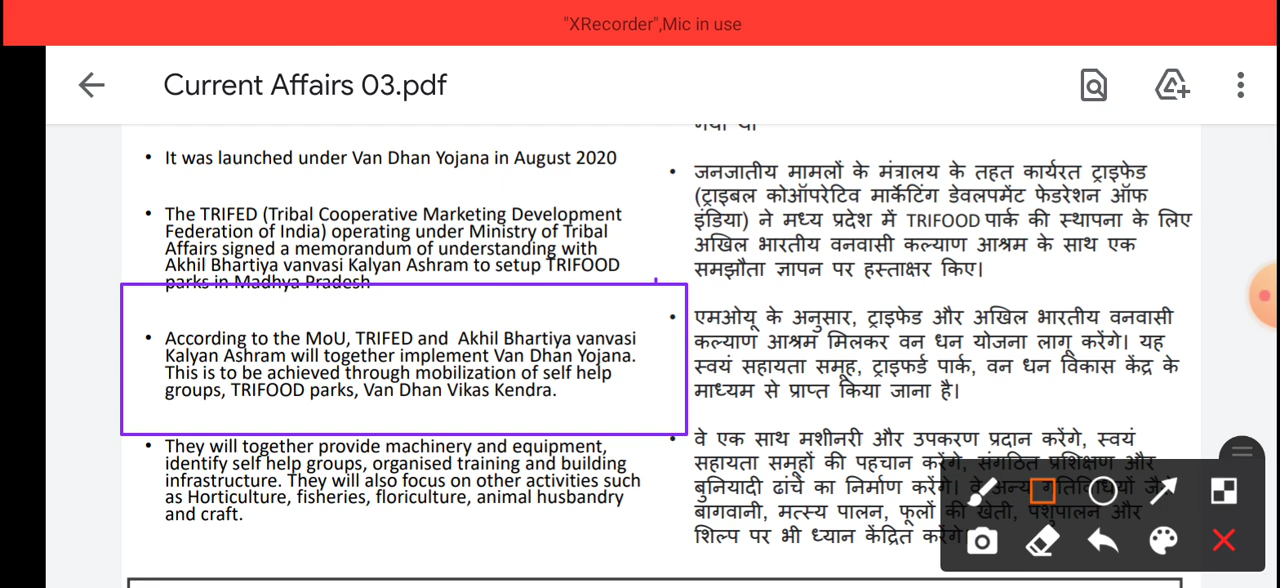 "XRecorder",Mic in use
Current Affairs 03.pdf
• It was launched under Van Dhan Yojana in August 2020
• The TRIFED (Tribal Cooperative Marketing Development
Federation of India) operating under Ministry of Tribal
Affairs signed a memorandum of understanding with
Akhil Bhartiya vanvasi Kalyan Ashram to setup TRIFOOD
parks in Madhya Pradesh
• According to the MoU, TRIFED and Akhil Bhartiya vanvasi
Kalyan Ashram will together implement Van Dhan Yojana.
This is to be achieved through mobilization of self help
groups, TRIFOOD parks, Van Dhan Vikas Kendra.
• They will together provide machinery and equipment,
identify self help groups, organised training and building
infrastructure. They will also focus on other activities such
as Horticulture, fisheries, floriculture, animal husbandry
and craft.
• जनजातीय मामलों के मंत्रालय के तहत कार्यरत ट्राइफेड
(ट्राइबल कोऑपरेटिव मार्केटिंग डेवलपमेंट फेडरेशन ऑफ
इंडिया) ने मध्य प्रदेश में TRIFOOD पार्क की स्थापना के लिए
अखिल भारतीय वनवासी कल्याण आश्रम के साथ एक
समझौता ज्ञापन पर हस्ताक्षर किए।
• एमओयू के अनुसार, ट्राइफेड और अखिल भारतीय वनवासी
कल्याण आश्रम मिलकर वन धन योजना लागू करेंगे। यह
स्वयं सहायता समूह, ट्राइफर्ड पार्क, वन धन विकास केंद्र के
माध्यम से प्राप्त किया जाना है।
• वे एक साथ मशीनरी और उपकरण प्रदान करेंगे, स्वयं
सहायता समूहों की पहचान करेंगे, संगठित प्रशिक्षण और
बुनियादी ढांचे का निर्माण करेंगे। वे अन्य गतिविधियों
बागवानी, मत्स्य पालन, फूलों की खेती, पशुपालन और
शिल्प पर भी ध्यान केंद्रित करेंगे